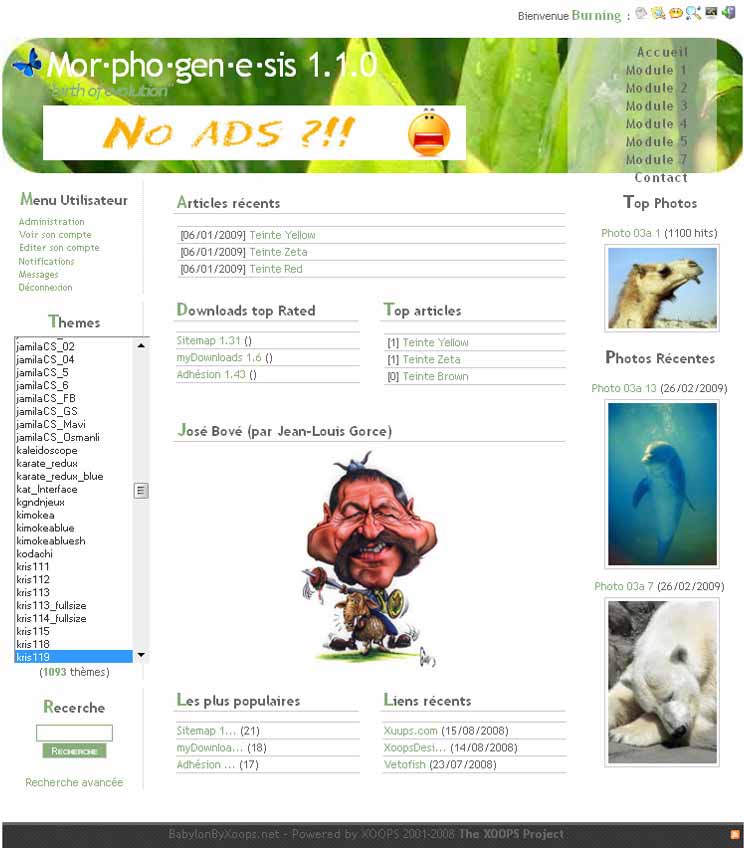 Bienvenue Burning :
Mor·pho·gen·e·sis 1.1.0
"birth of evolution"
No ADS ?!!
Accueil
Module 1
Module 2
Module 3
Module 4
Module 5
Module 7
Contact
Menu Utilisateur
Administration
Voir son compte
Editer son compte
Notifications
Messages
Déconnexion
Themes
jamilaCS_02
jamilaCS_04
jamilaCS_5
jamilaCS_6
jamilaCS_FB
jamilaCS_GS
jamilaCS_Mavi
jamilaCS_Osmanli
kaleidoscope
karate_redux
karate_redux_blue
kat_Interface
kgndnjeux
kimokea
kimokeablue
kimokeabluesh
kodachi
kris111
kris112
kris113
kris113_fullsize
kris114_fullsize
kris115
kris118
kris119
(1093 thèmes)
Recerche
Recherche
Recherche avancée
Articles récents
[06/01/2009] Teinte Yellow
[06/01/2009] Teinte Zeta
[06/01/2009] Teinte Red
Downloads top Rated
Sitemap 1.31 ()
myDownloads 1.6 ()
Adhésion 1.43 ()
Top articles
[1] Teinte Yellow
[1] Teinte Zeta
[0] Teinte Brown
José Bové (par Jean-Louis Gorce)
Les plus populaires
Sitemap 1... (21)
myDownloa... (18)
Adhésion ... (17)
Liens récents
Xuups.com (15/08/2008)
XoopsDesi... (14/08/2008)
Vetofish (23/07/2008)
Top Photos
Photo 03a 1 (1100 hits)
Photos Récentes
Photo 03a 13 (26/02/2009)
Photo 03a 7 (26/02/2009)
BabylonByXoops.net - Powered by XOOPS 2001-2008 The XOOPS Project